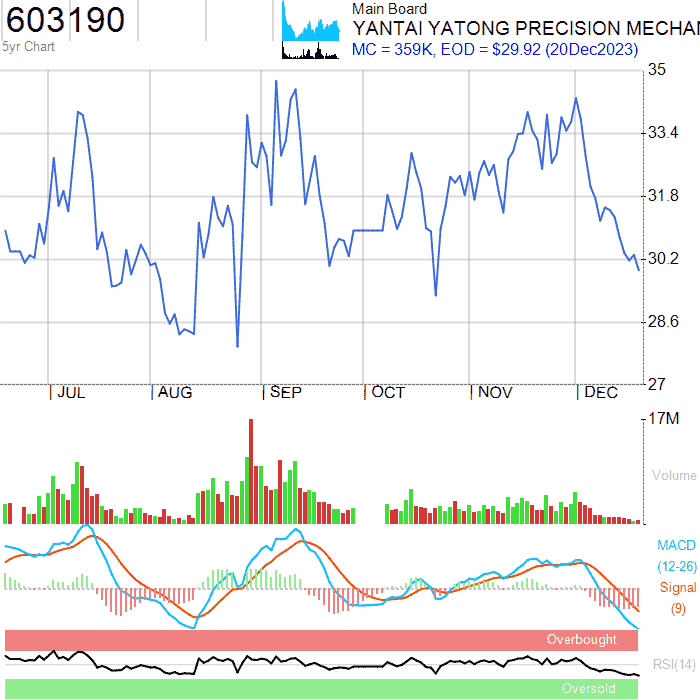 603190
5yr Chart
Main Board
YANTAI YATONG PRECISION MECHAN
MC = 359K, EOD = $29.92 (20Dec2023)
35
33.4
31.8
30.2
28.6
27
JUL AUG SEP OCT NOV DEC
17M
Volume
MACD
(12-26)
Signal
(9)
Overbought
RSI(14)
Oversold